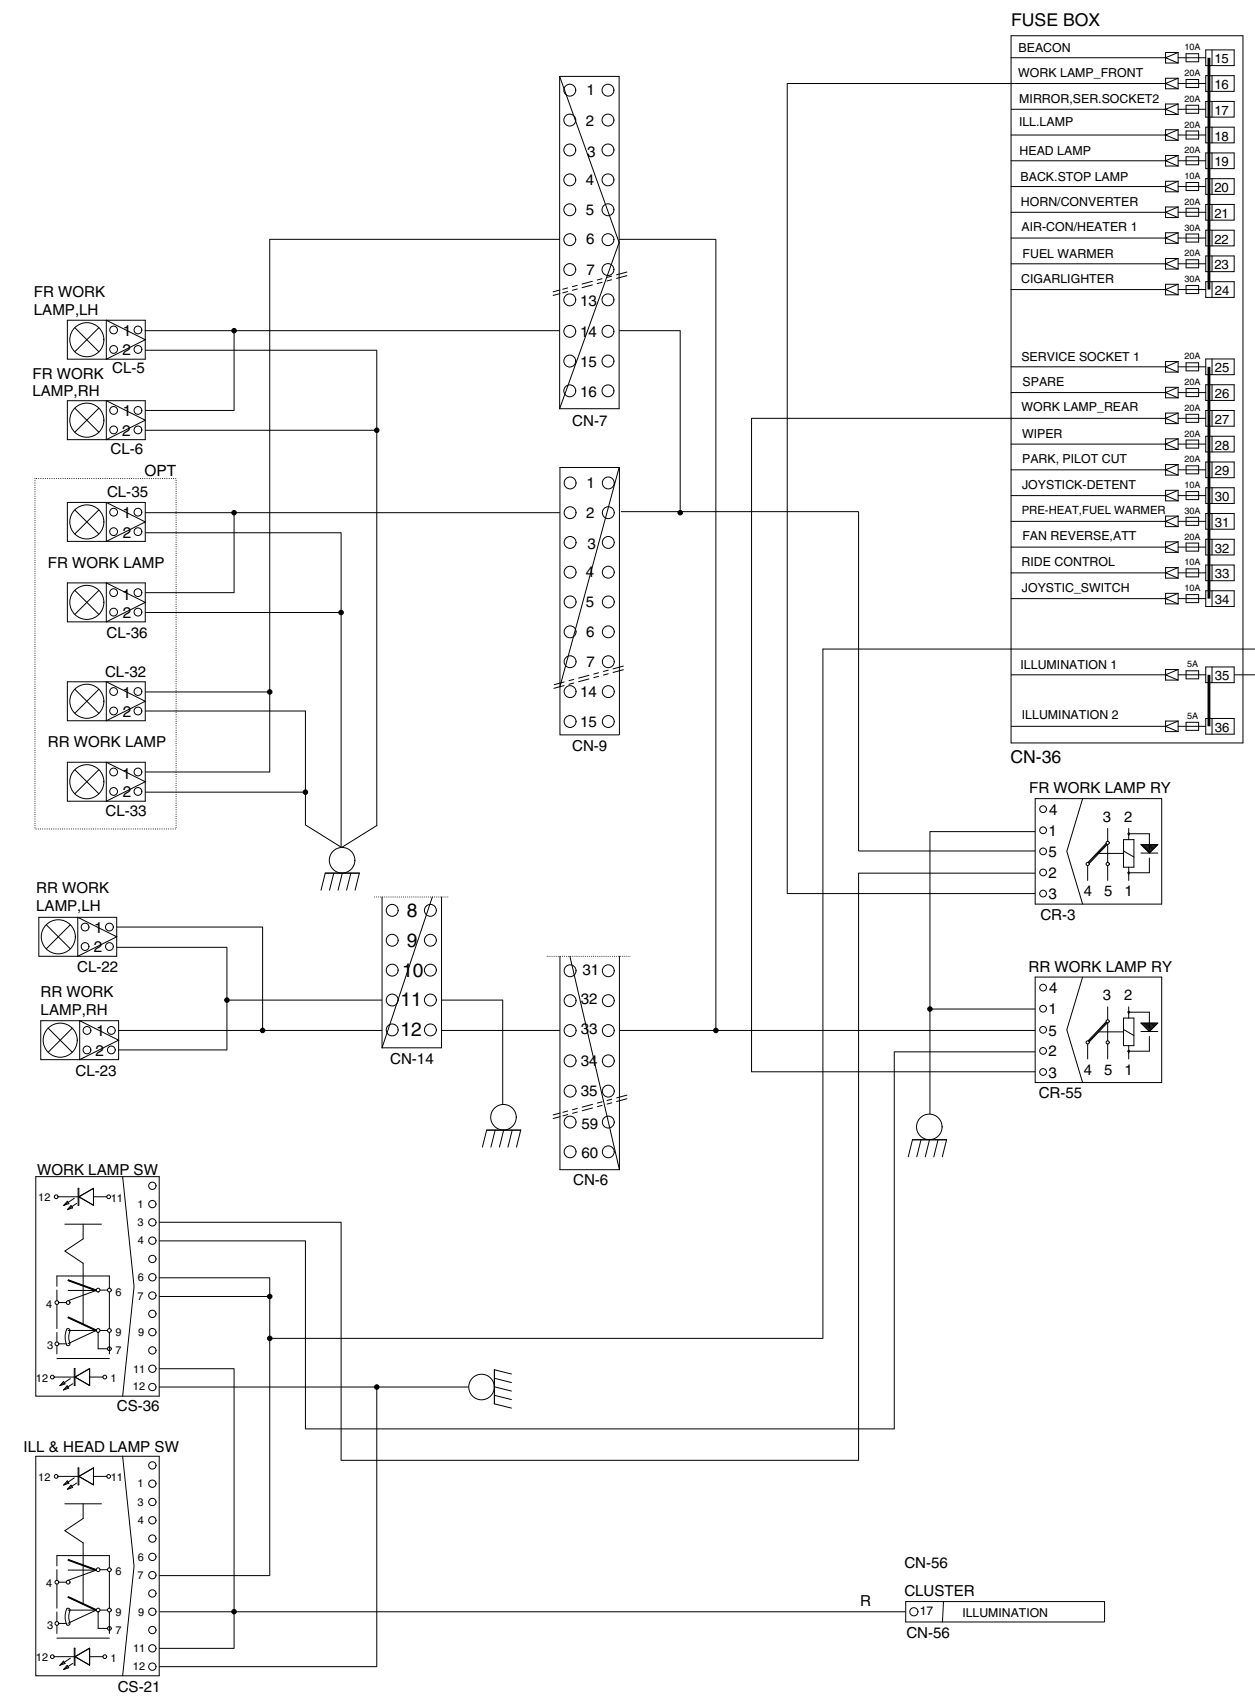 FUSE BOX
BEACON 10A 15
WORK LAMP_FRONT 20A 16
MIRROR,SER.SOCKET2 20A 17
ILL.LAMP 20A 18
HEAD LAMP 20A 19
BACK.STOP LAMP 10A 20
HORN/CONVERTER 20A 21
AIR-CON/HEATER 1 30A 22
FUEL WARMER 20A 23
CIGARLIGHTER 30A 24
SERVICE SOCKET 1 20A 25
SPARE 20A 26
WORK LAMP_REAR 20A 27
WIPER 20A 28
PARK, PILOT CUT 20A 29
JOYSTICK-DETENT 10A 30
PRE-HEAT,FUEL WARMER 30A 31
FAN REVERSE,ATT 20A 32
RIDE CONTROL 10A 33
JOYSTIC_SWITCH 10A 34
ILLUMINATION 1 5A 35
ILLUMINATION 2 5A 36
CN-36
1
2
3
4
5
6
7
13
14
15
16
CN-7
FR WORK
LAMP,LH
1
2
CL-5
FR WORK
LAMP,RH
1
2
CL-6
OPT
CL-35
1
2
FR WORK LAMP
1
2
CL-36
CL-32
1
2
RR WORK LAMP
1
2
CL-33
1
2
3
4
5
6
7
14
15
CN-9
FR WORK LAMP RY
4
1
5
2
3
3 2
4 5 1
CR-3
RR WORK LAMP RY
4
1
5
2
3
3 2
4 5 1
CR-55
RR WORK
LAMP,LH
1
2
CL-22
RR WORK
LAMP,RH
1
2
CL-23
8
9
10
11
12
CN-14
31
32
33
34
35
59
60
CN-6
WORK LAMP SW
12 11
1
3
4
6
7
9
11
12
4 6
3 9
7
12 1
CS-36
ILL & HEAD LAMP SW
12 11
1
3
4
6
7
9
11
12
4 6
3 9
7
12 1
CS-21
CN-56
CLUSTER
R
17 ILLUMINATION
CN-56